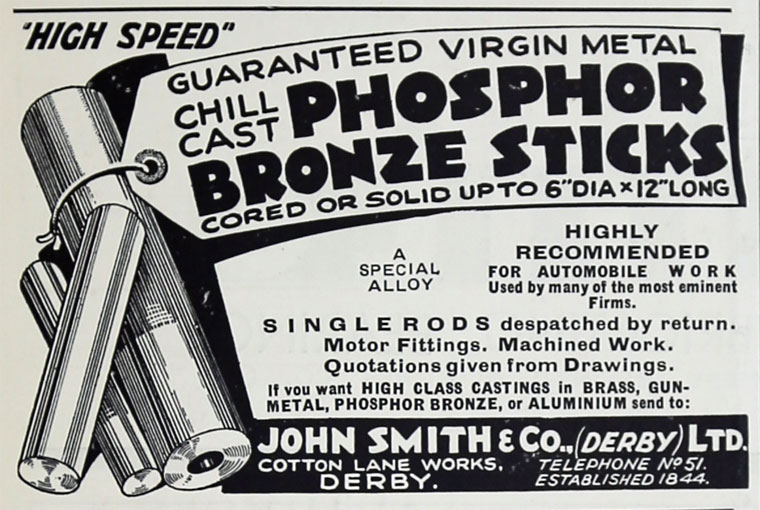 "HIGH SPEED"
GUARANTEED VIRGIN METAL
CHILL CAST PHOSPHOR
BRONZE STICKS
CORED OR SOLID UP TO 6"DIA × 12"LONG
A
SPECIAL
ALLOY
HIGHLY
RECOMMENDED
FOR AUTOMOBILE WORK
Used by many of the most eminent
Firms.
SINGLE RODS despatched by return.
Motor Fittings. Machined Work.
Quotations given from Drawings.
If you want HIGH CLASS CASTINGS in BRASS, GUN-
METAL, PHOSPHOR BRONZE, or ALUMINIUM send to:
JOHN SMITH & Co., (DERBY) LTD.
COTTON LANE WORKS,
DERBY.
TELEPHONE No 51.
ESTABLISHED 1844.